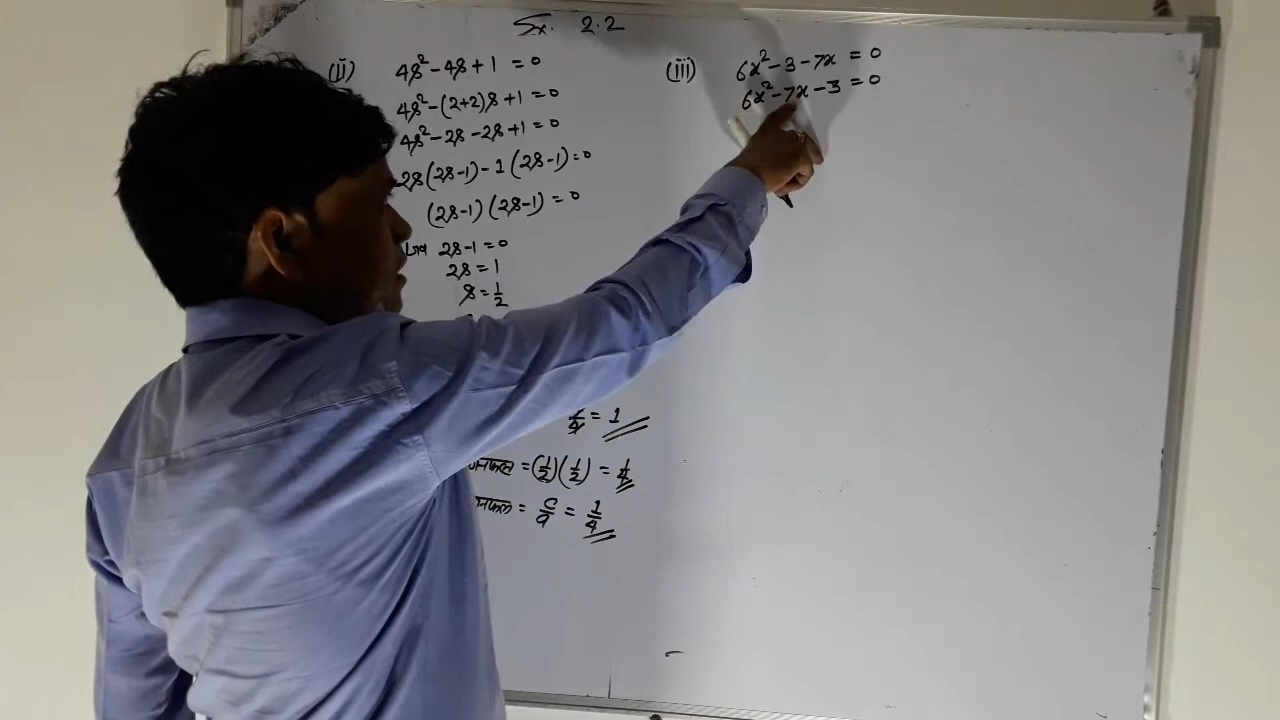 Ex. 2.2
(ii) 4s² - 4s + 1 = 0
4s² - (2+2)s + 1 = 0
4s² - 2s - 2s + 1 = 0
2s(2s-1) - 1(2s-1) = 0
(2s-1)(2s-1) = 0
जब 2s-1 = 0
2s = 1
s = 1/2
= 1
= (1/2)(1/2) = 1/4
= c/a = 1/4
(iii) 6x² - 3 - 7x = 0
6x² - 7x - 3 = 0